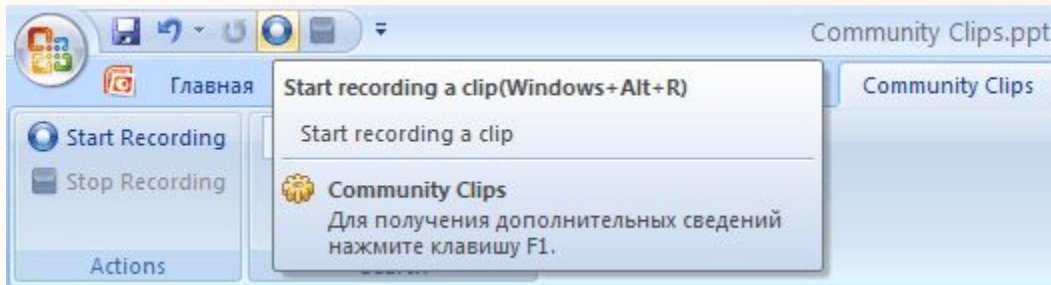 Community Clips.ppt
Главная
Community Clips
Start recording a clip(Windows+Alt+R)
Start Recording
Start recording a clip
Stop Recording
Community Clips
Для получения дополнительных сведений
нажмите клавишу F1.
Actions